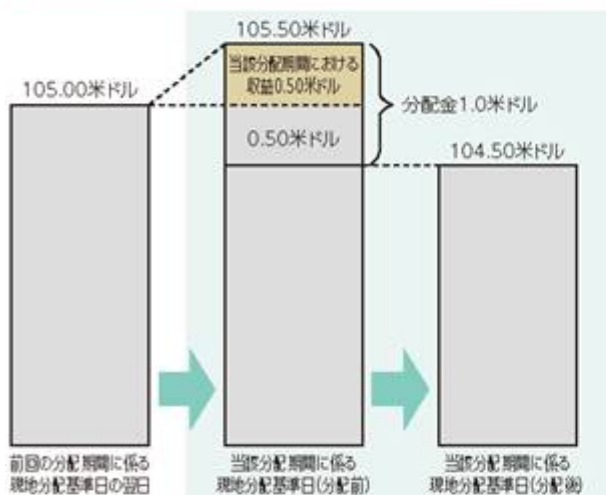 105.50米ドル
105.00米ドル
当該分配期間における
収益0.50米ドル
分配金1.0米ドル
0.50米ドル
104.50米ドル
前回の分配期間に係る
現地分配基準日の翌日
当該分配期間に係る
現地分配基準日(分配前)
当該分配期間に係る
現地分配基準日(分配後)